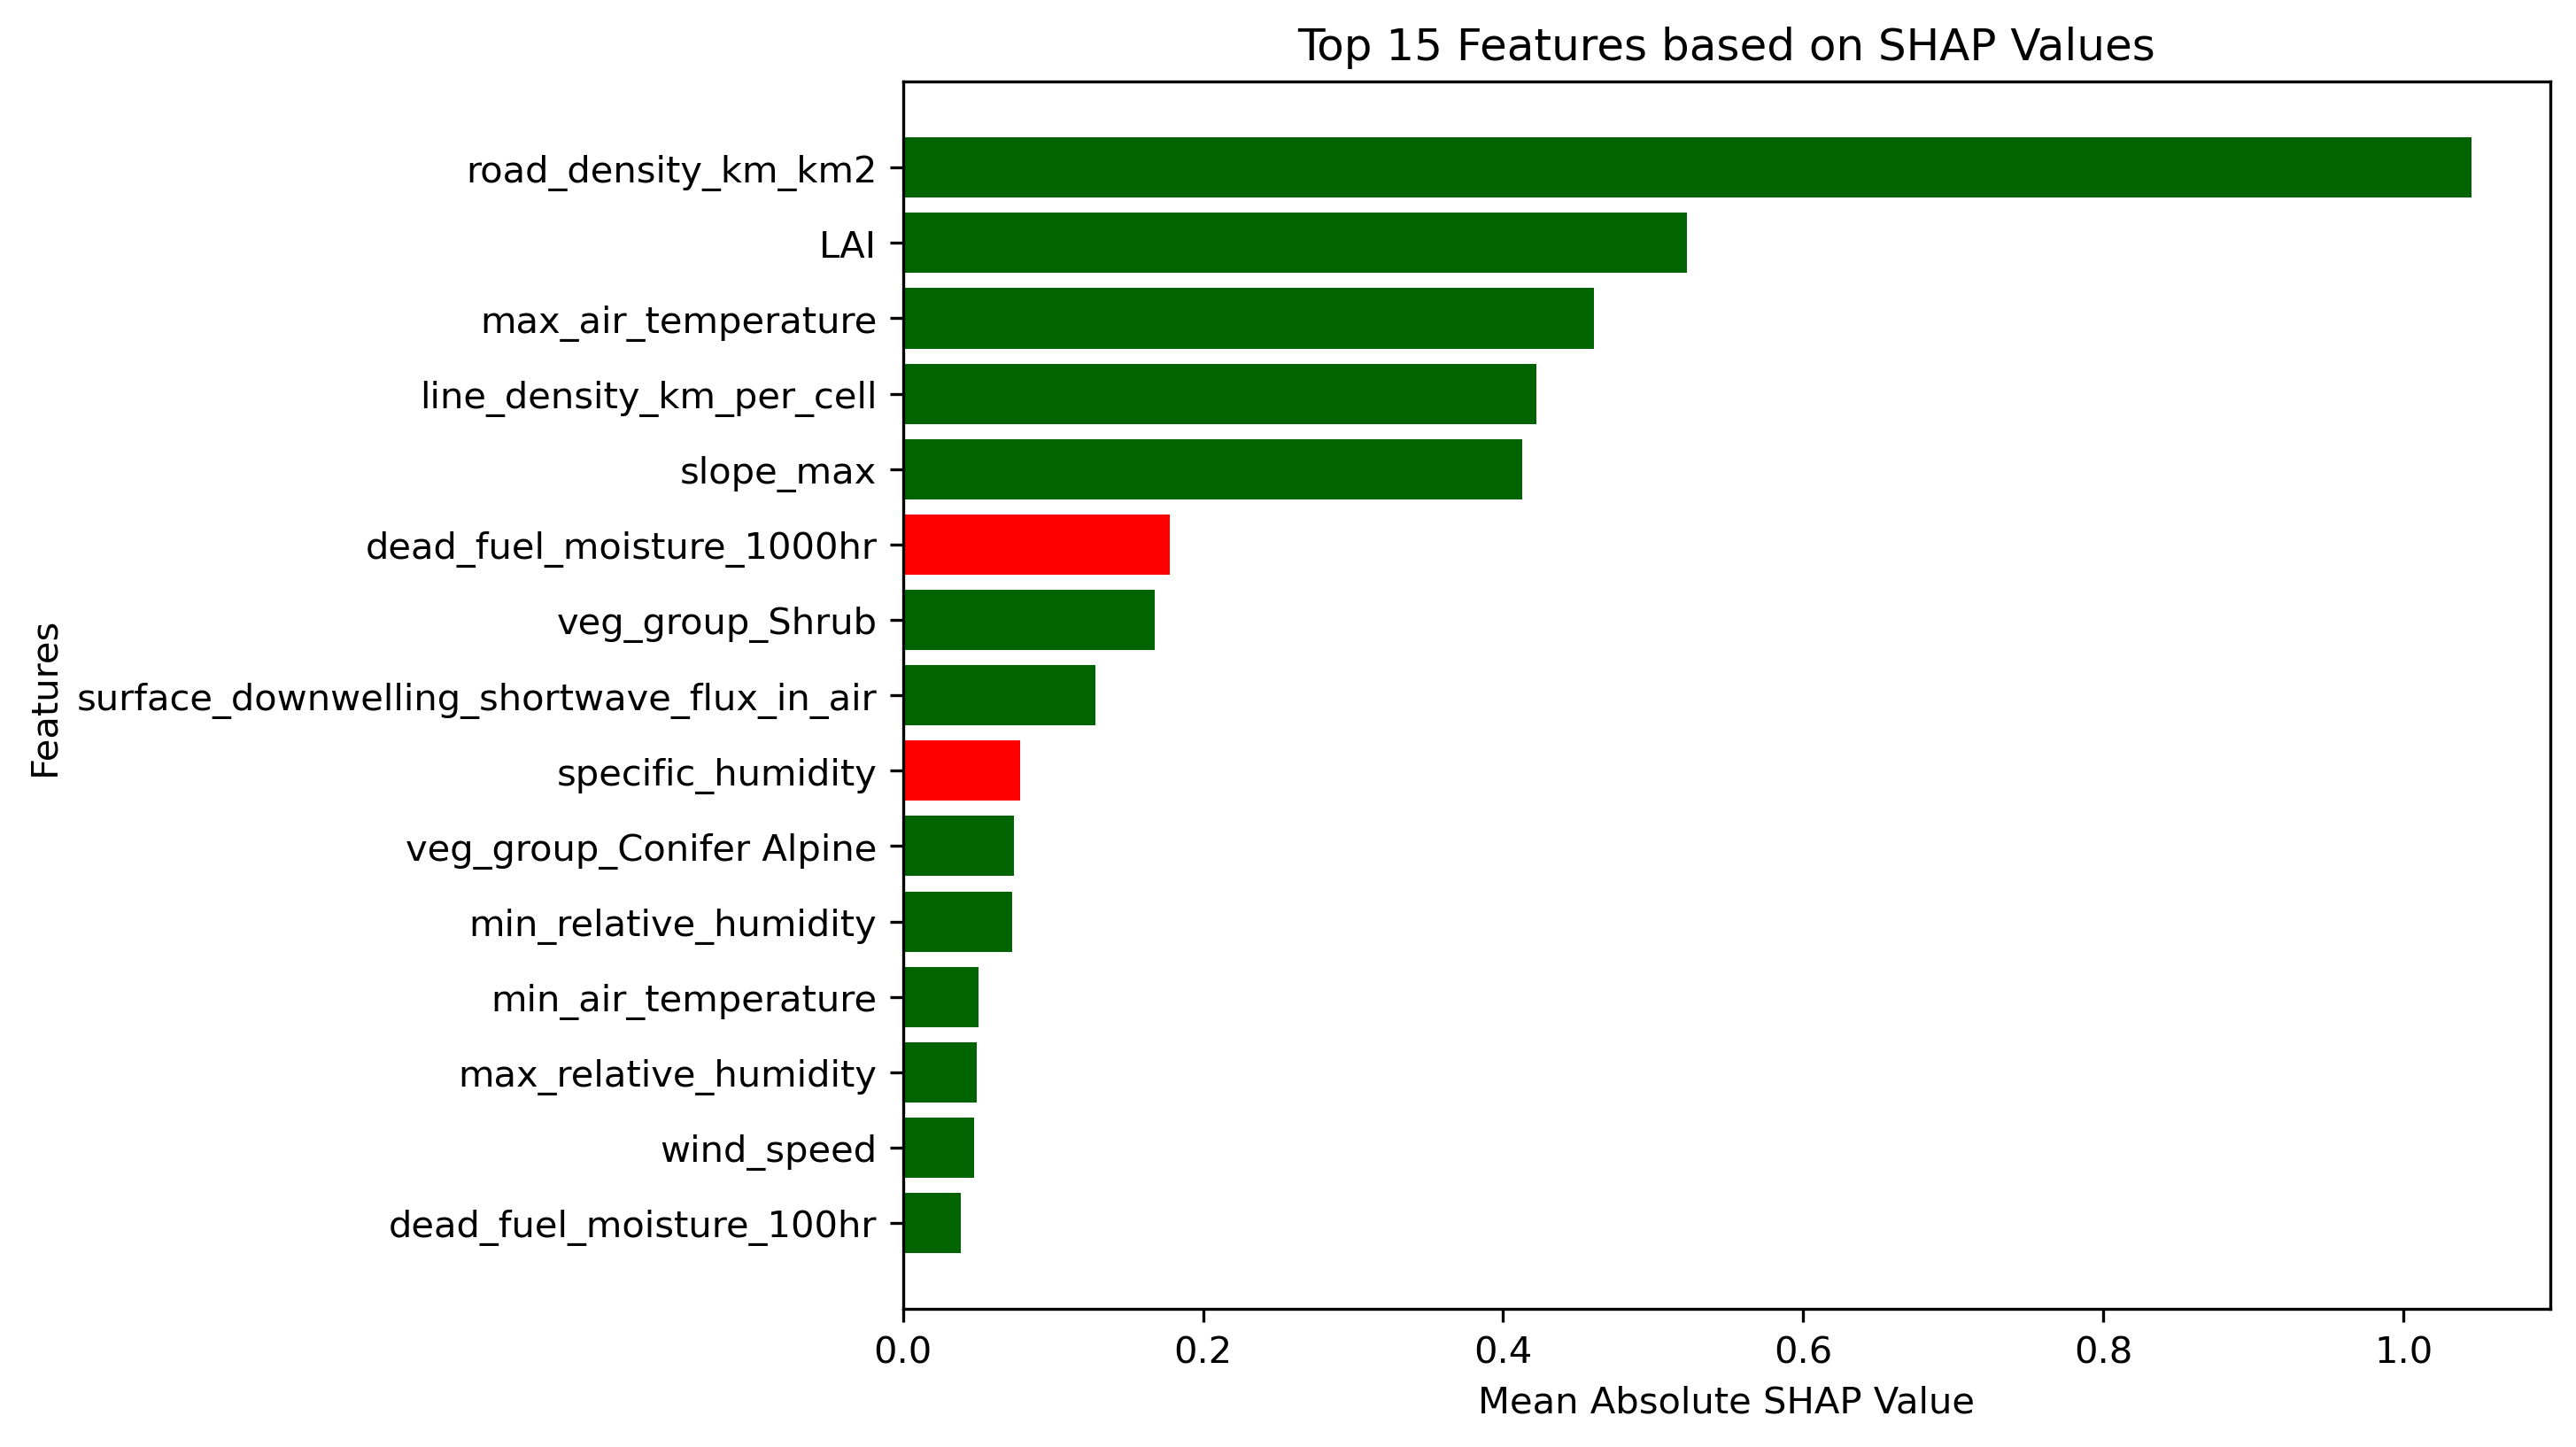 Top 15 Features based on SHAP Values
Features
road_density_km_km2
LAI
max_air_temperature
line_density_km_per_cell
slope_max
dead_fuel_moisture_1000hr
veg_group_Shrub
surface_downwelling_shortwave_flux_in_air
specific_humidity
veg_group_Conifer Alpine
min_relative_humidity
min_air_temperature
max_relative_humidity
wind_speed
dead_fuel_moisture_100hr
0.0 0.2 0.4 0.6 0.8 1.0
Mean Absolute SHAP Value